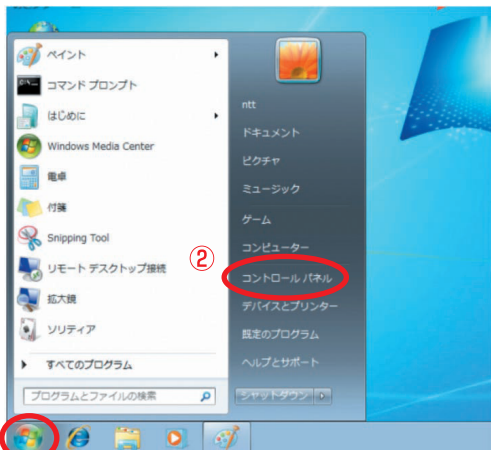 ペイント
コマンド プロンプト
はじめに
Windows Media Center
電卓
付箋
Snipping Tool
リモート デスクトップ接続
拡大鏡
ソリティア
すべてのプログラム
プログラムとファイルの検索
ntt
ドキュメント
ピクチャ
ミュージック
ゲーム
コンピューター
②
コントロール パネル
デバイスとプリンター
既定のプログラム
ヘルプとサポート
シャットダウン